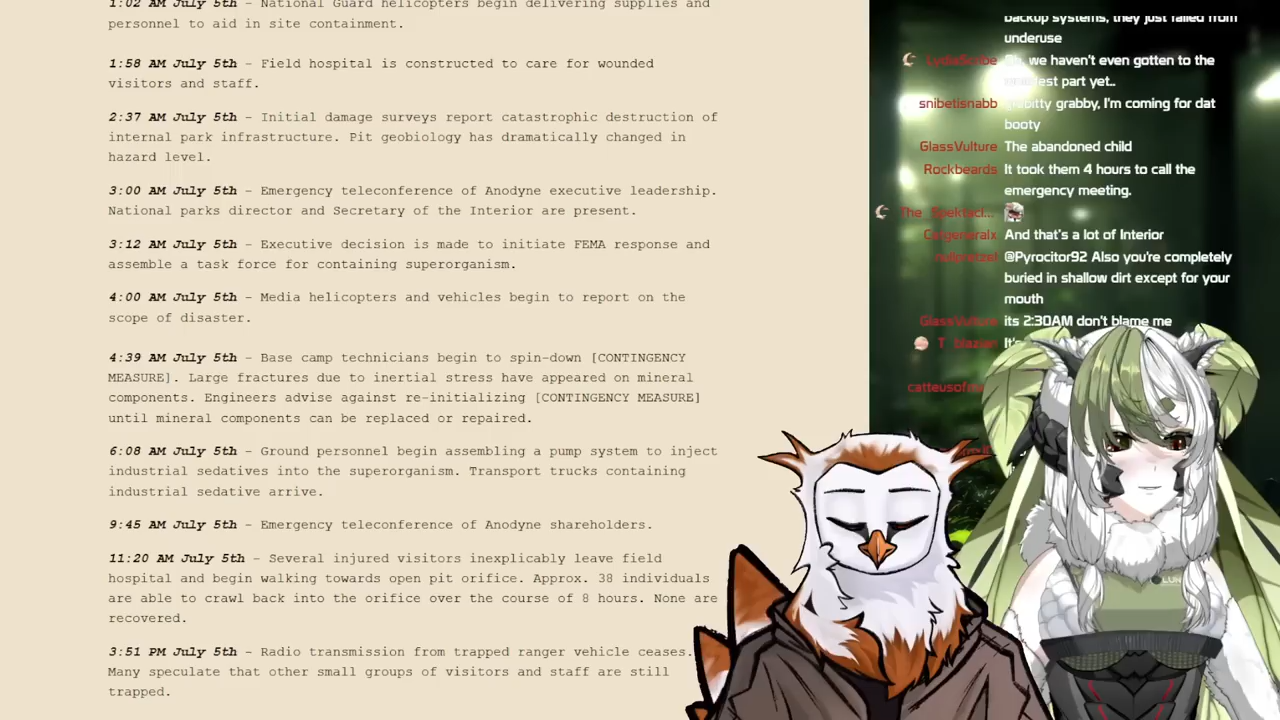 1:02 AM July 5th – National Guard helicopters begin delivering supplies and
personnel to aid in site containment.
1:58 AM July 5th – Field hospital is constructed to care for wounded
visitors and staff.
2:37 AM July 5th – Initial damage surveys report catastrophic destruction of
internal park infrastructure. Pit geobiology has dramatically changed in
hazard level.
3:00 AM July 5th – Emergency teleconference of Anodyne executive leadership.
National parks director and Secretary of the Interior are present.
3:12 AM July 5th – Executive decision is made to initiate FEMA response and
assemble a task force for containing superorganism.
4:00 AM July 5th – Media helicopters and vehicles begin to report on the
scope of disaster.
4:39 AM July 5th – Base camp technicians begin to spin-down [CONTINGENCY
MEASURE]. Large fractures due to inertial stress have appeared on mineral
components. Engineers advise against re-initializing [CONTINGENCY MEASURE]
until mineral components can be replaced or repaired.
6:08 AM July 5th – Ground personnel begin assembling a pump system to inject
industrial sedatives into the superorganism. Transport trucks containing
industrial sedative arrive.
9:45 AM July 5th – Emergency teleconference of Anodyne shareholders.
11:20 AM July 5th – Several injured visitors inexplicably leave field
hospital and begin walking towards open pit orifice. Approx. 38 individuals
are able to crawl back into the orifice over the course of 8 hours. None are
recovered.
3:51 PM July 5th – Radio transmission from trapped ranger vehicle ceases.
Many speculate that other small groups of visitors and staff are still
trapped.
backup systems, they just failed from
underuse
LydiaScribe we haven't even gotten to the
part yet..
snibetisnabb grabby, I'm coming for dat
booty
GlassVulture The abandoned child
Rockbeards It took them 4 hours to call the
emergency meeting.
The_Spektacl...
Catgeneralx And that's a lot of Interior
@Pyrocitor92 Also you're completely
buried in shallow dirt except for your
mouth
GlassVulture its 2:30AM don't blame me
It's
LUN